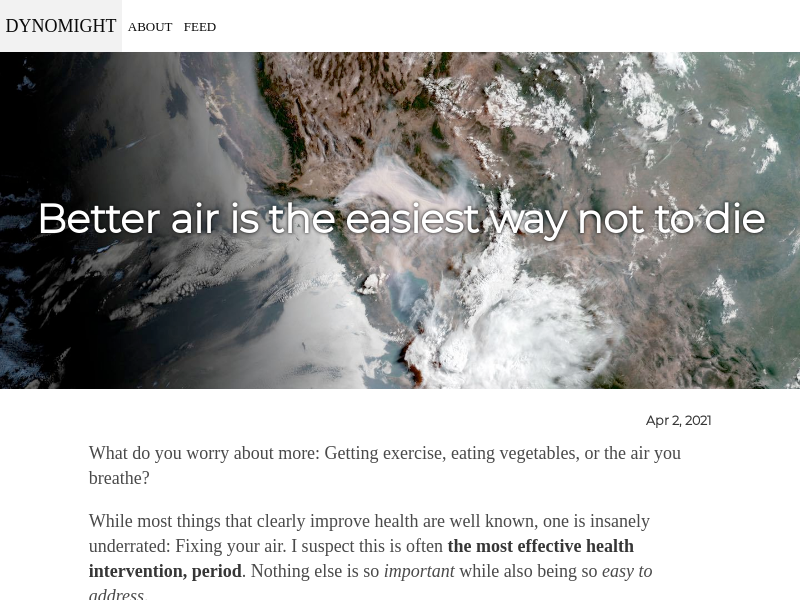 DYNOMIGHT ABOUT FEED
Better air is the easiest way not to die
Apr 2, 2021
What do you worry about more: Getting exercise, eating vegetables, or the air you
breathe?
While most things that clearly improve health are well known, one is insanely
underrated: Fixing your air. I suspect this is often the most effective health
intervention, period. Nothing else is so important while also being so easy to
address.